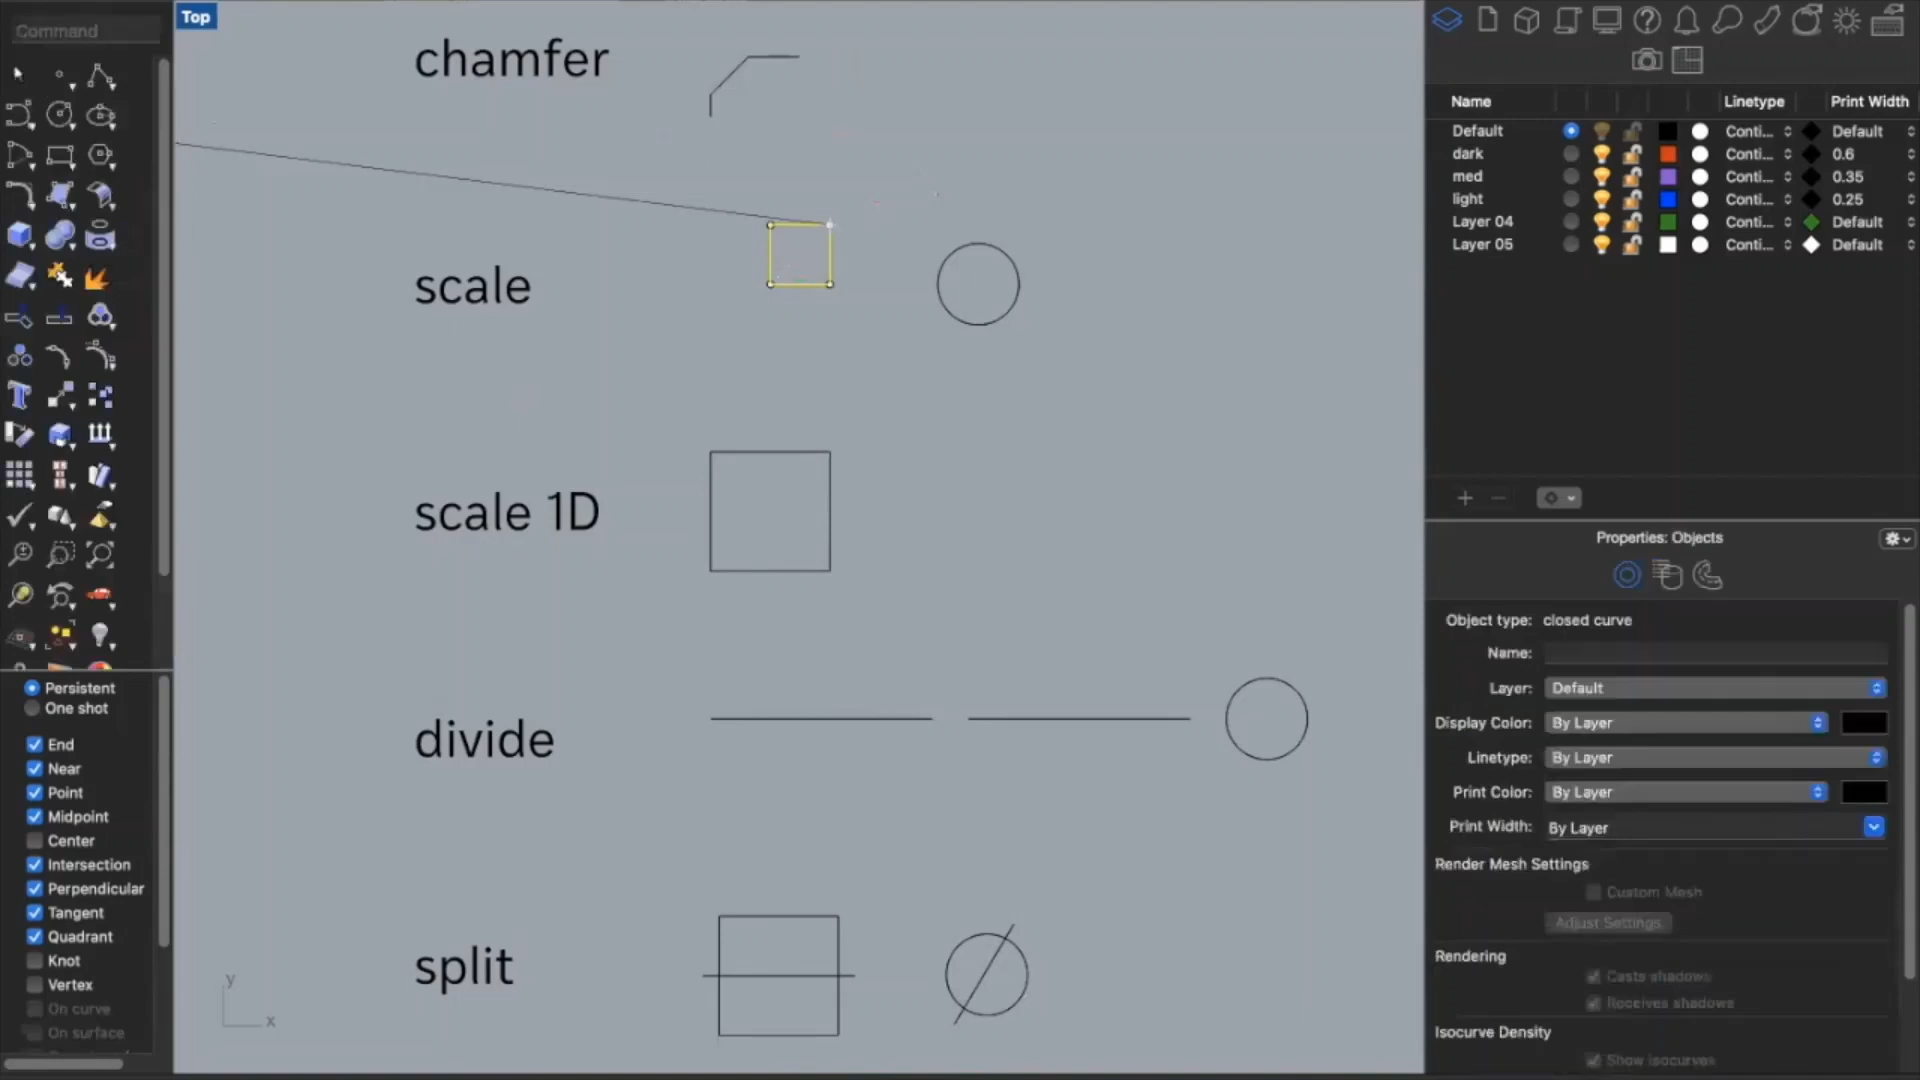 Command
Top
chamfer
scale
scale 1D
divide
split
y
x
Persistent
One shot
End
Near
Point
Midpoint
Center
Intersection
Perpendicular
Tangent
Quadrant
Knot
Vertex
On curve
On surface
Name Linetype Print Width
Default Conti... Default
dark Conti... 0.6
med Conti... 0.35
light Conti... 0.25
Layer 04 Conti... Default
Layer 05 Conti... Default
Properties: Objects
Object type: closed curve
Name:
Layer: Default
Display Color: By Layer
Linetype: By Layer
Print Color: By Layer
Print Width: By Layer
Render Mesh Settings
Custom Mesh
Adjust Settings
Rendering
Casts shadows
Receives shadows
Isocurve Density
Show isocurves